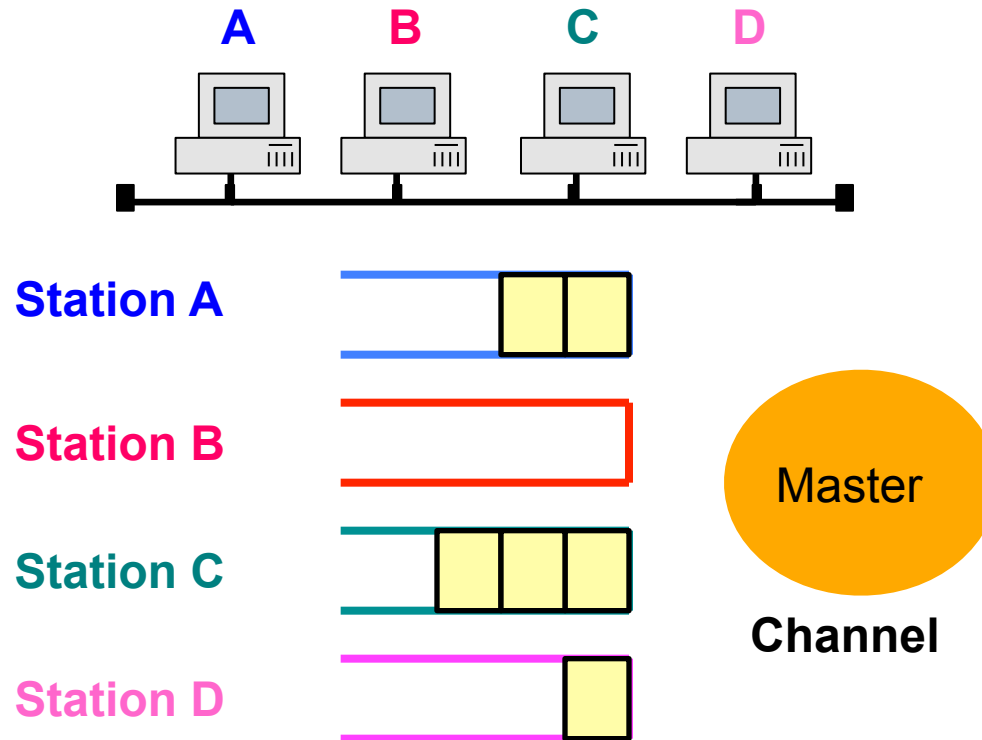 A B C D
Station A
Station B
Master
Station C
Channel
Station D